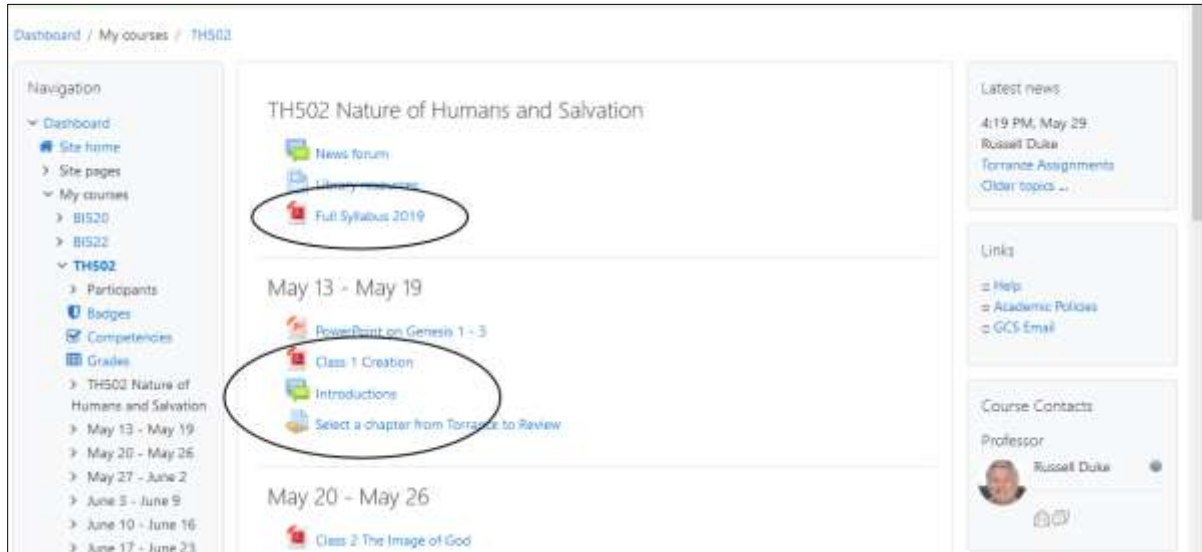 Dashboard / My courses / TH502
Navigation
Dashboard
Site home
Site pages
My courses
BI520
BI522
TH502
Participants
Badges
Competencies
Grades
TH502 Nature of
Humans and Salvation
May 13 - May 19
May 20 - May 26
May 27 - June 2
June 3 - June 9
June 10 - June 16
June 17 - June 23
TH502 Nature of Humans and Salvation
News forum
Library resources
Full Syllabus 2019
May 13 - May 19
PowerPoint on Genesis 1 - 3
Class 1 Creation
Introductions
Select a chapter from Torrance to Review
May 20 - May 26
Class 2 The Image of God
Latest news
4:19 PM, May 29
Russell Duke
Torrance Assignments
Older topics ...
Links
Help
Academic Policies
GCS Email
Course Contacts
Professor
Russell Duke